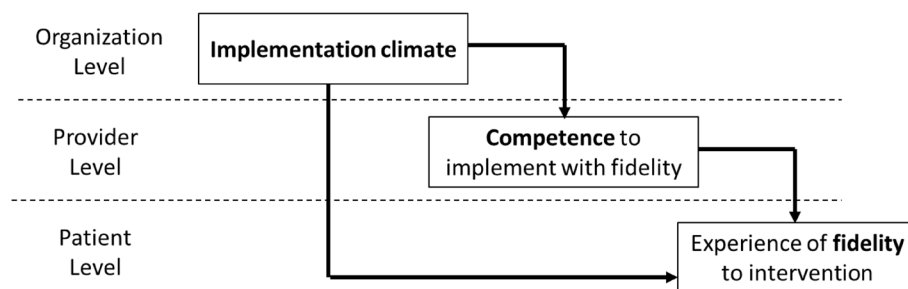 Organization
Level
Implementation climate
Provider
Level
Competence to
implement with fidelity
Patient
Level
Experience of fidelity
to intervention